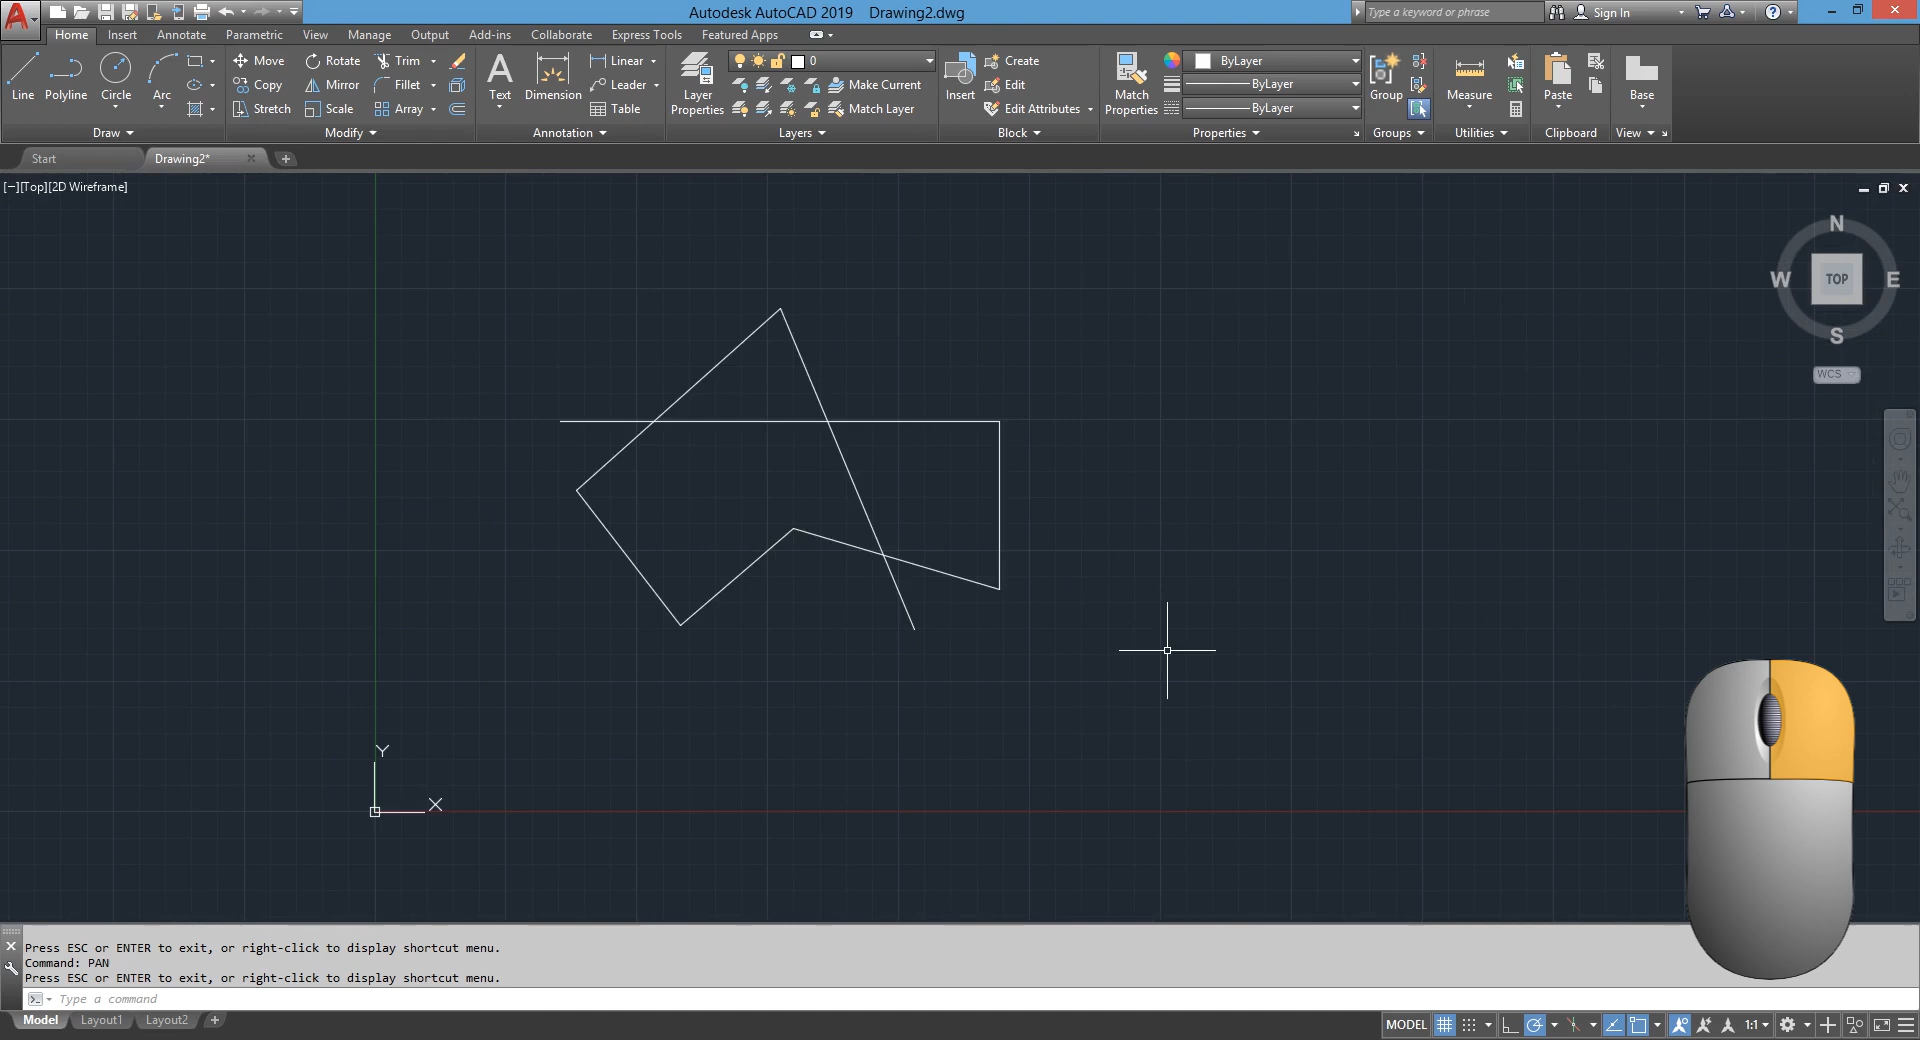 Autodesk AutoCAD 2019 Drawing2.dwg
Type a keyword or phrase
Sign In
Home Insert Annotate Parametric View Manage Output Add-ins Collaborate Express Tools Featured Apps
Line Polyline Circle Arc
Move Rotate Trim
Copy Mirror Fillet
Stretch Scale Array
Text Dimension
Linear
Leader
Table
Layer Properties
0
Make Current
Match Layer
Insert
Create
Edit
Edit Attributes
Match Properties
ByLayer
ByLayer
ByLayer
Group
Measure
Paste
Base
Draw Modify Annotation Layers Block Properties Groups Utilities Clipboard View
Start Drawing2*
[−][Top][2D Wireframe]
N
W TOP E
S
WCS
Y
X
Press ESC or ENTER to exit, or right-click to display shortcut menu.
Command: PAN
Press ESC or ENTER to exit, or right-click to display shortcut menu.
Type a command
Model Layout1 Layout2
MODEL 1:1